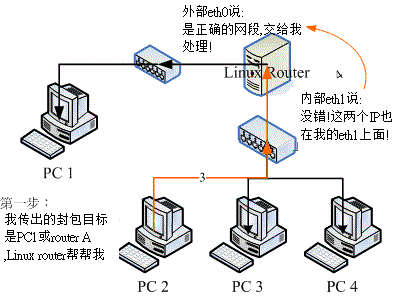 外部eth0说:
是正确的网段,交给我
处理!
Linux Router
内部eth1说:
没错!这两个IP也
在我的eth1上面!
PC 1
3
第一步：
我传出的封包目标
是PC1或router A
,Linux router帮帮我
PC 2
PC 3
PC 4